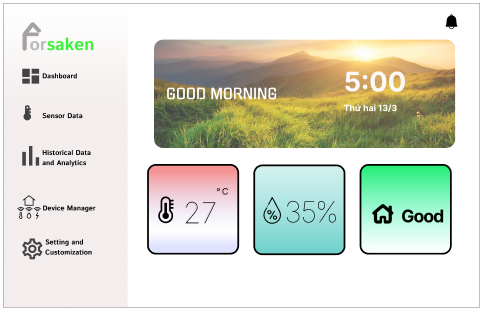 Forsaken
Dashboard
Sensor Data
Historical Data
and Analytics
Device Manager
Setting and
Customization
GOOD MORNING
5:00
Thứ hai 13/3
°C
27
35%
Good